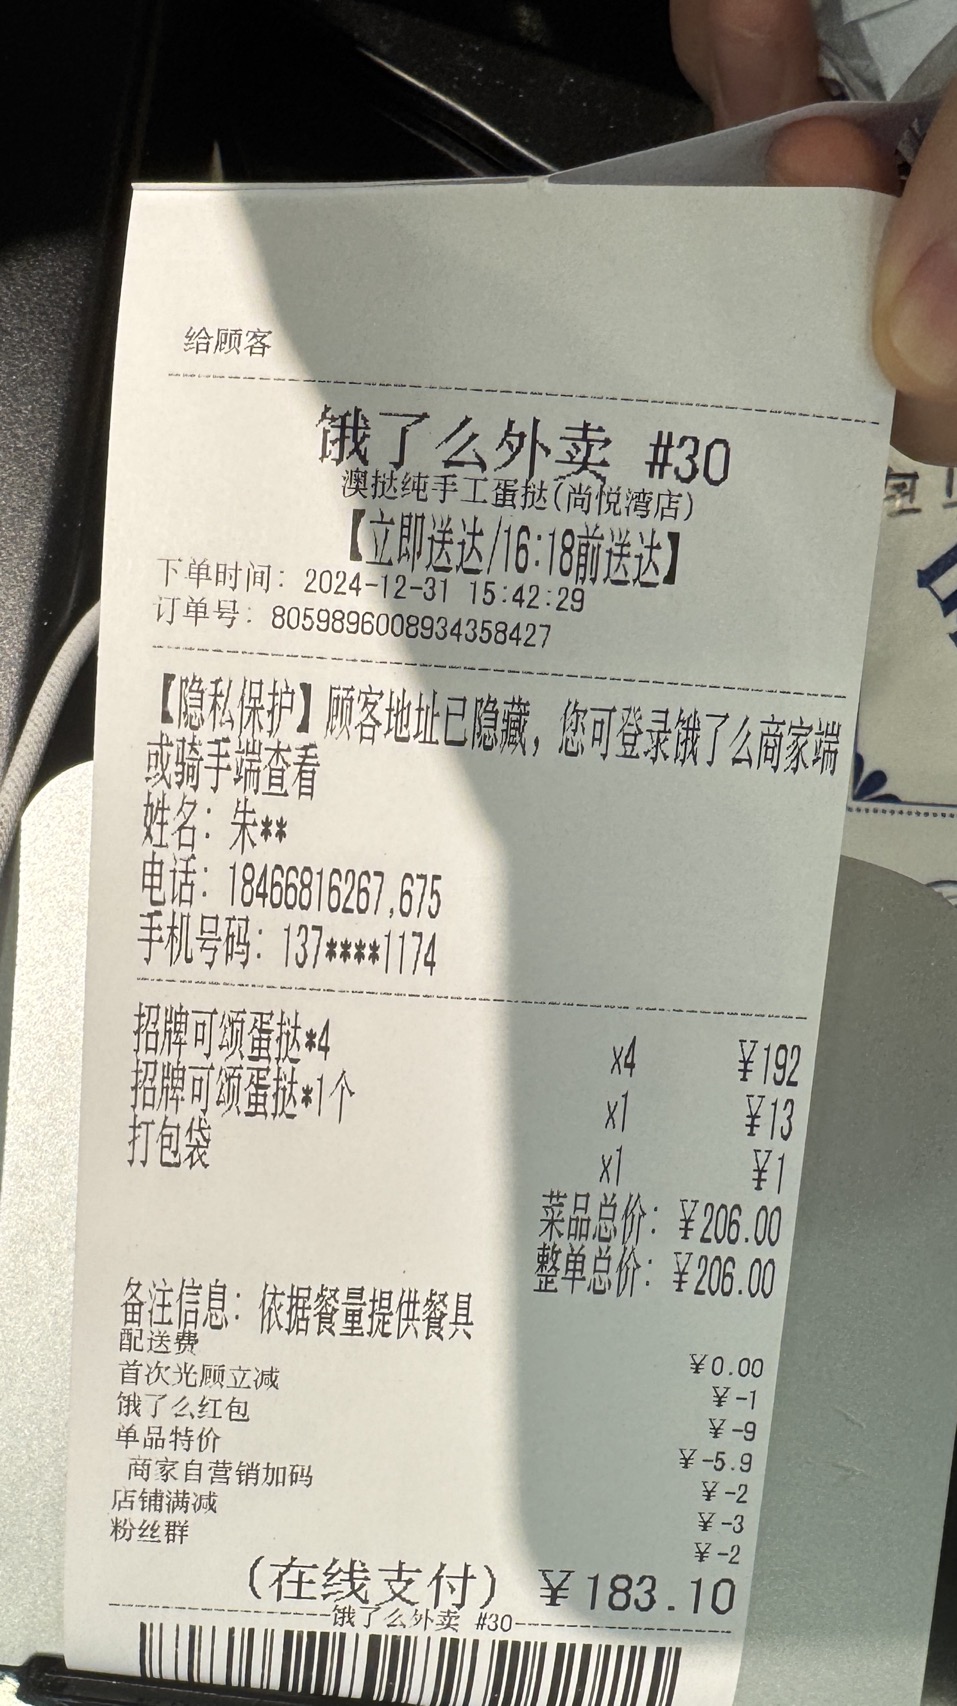 给顾客
饿了么外卖 #30
澳挞纯手工蛋挞(尚悦湾店)
【立即送达/16:18前送达】
下单时间: 2024-12-31 15:42:29
订单号: 8059896008934358427
【隐私保护】顾客地址已隐藏,您可登录饿了么商家端
或骑手端查看
姓名: 朱**
电话: 18466816267,675
手机号码: 137****1174
招牌可颂蛋挞*4 x4 ¥192
招牌可颂蛋挞*1个 x1 ¥13
打包袋 x1 ¥1
菜品总价: ¥206.00
整单总价: ¥206.00
备注信息: 依据餐量提供餐具
配送费 ¥0.00
首次光顾立减 ¥-1
饿了么红包 ¥-9
单品特价 ¥-5.9
商家自营销加码 ¥-2
店铺满减 ¥-3
粉丝群 ¥-2
(在线支付) ¥183.10
饿了么外卖 #30